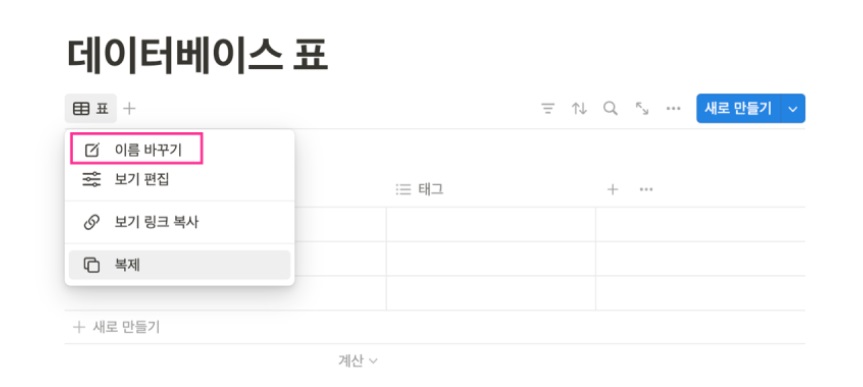 데이터베이스 표
표
새로 만들기
이름 바꾸기
보기 편집
태그
보기 링크 복사
복제
새로 만들기
계산